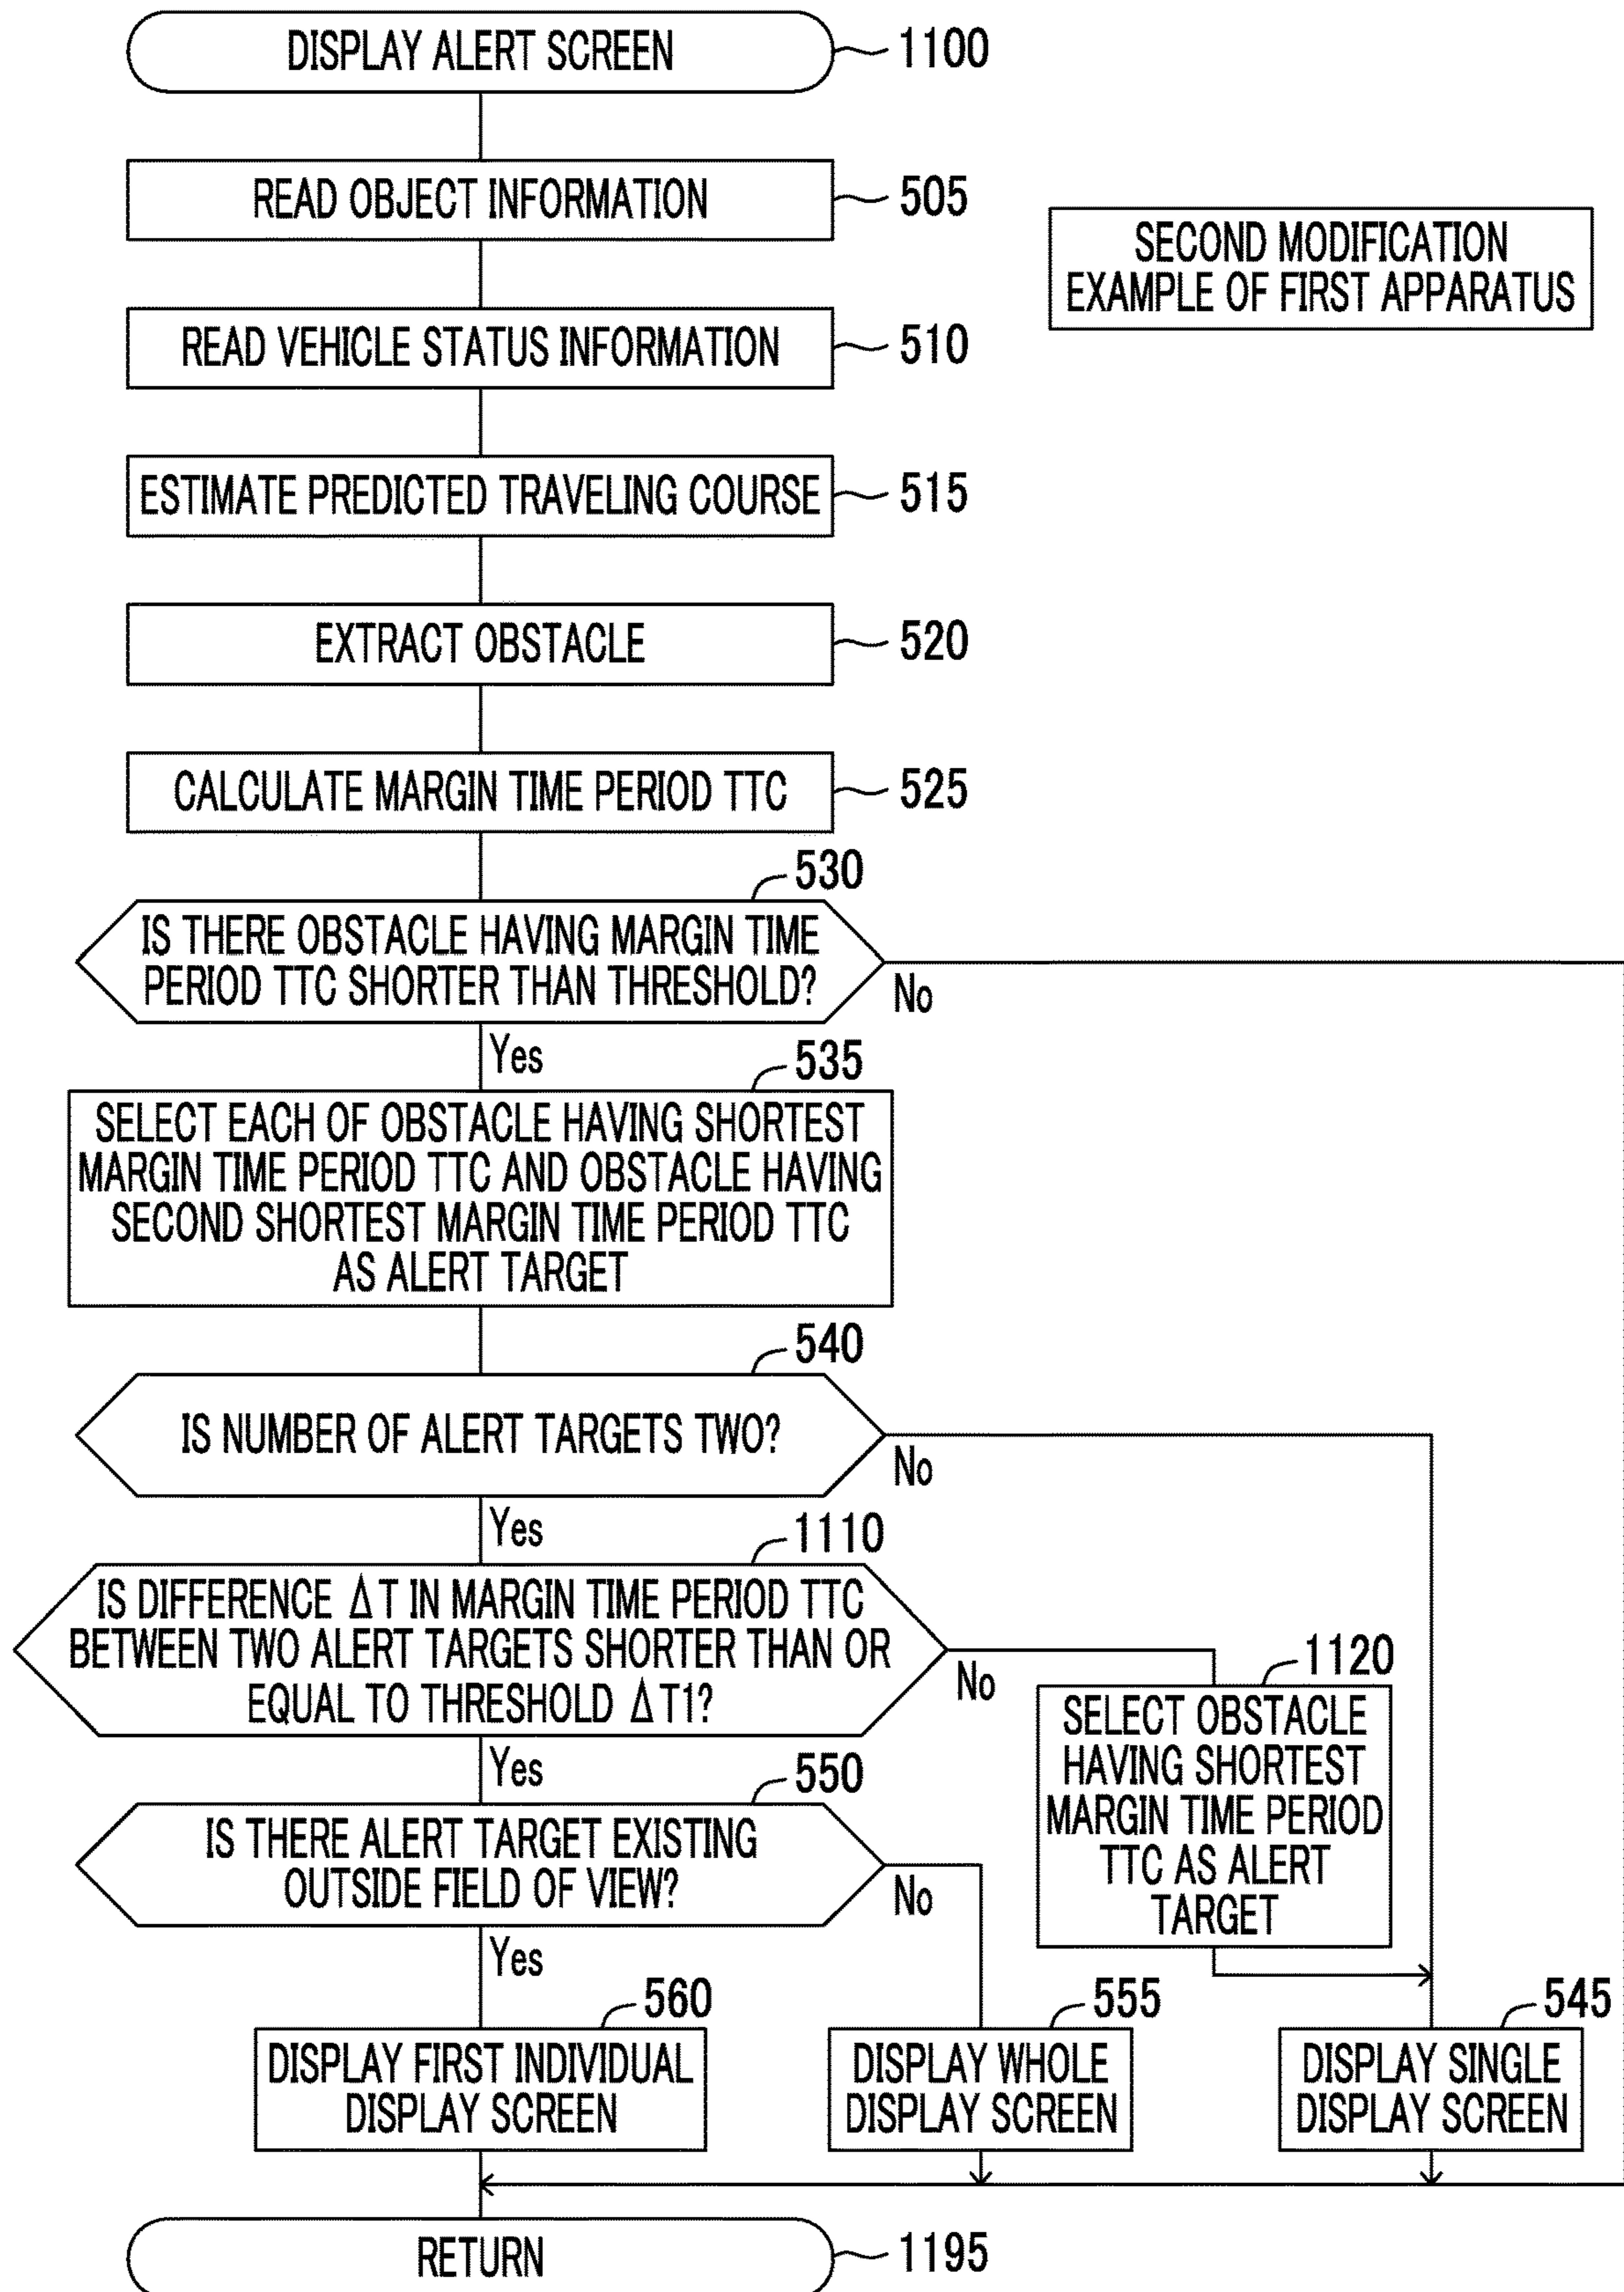 DISPLAY ALERT SCREEN
1100
READ OBJECT INFORMATION
505
SECOND MODIFICATION
EXAMPLE OF FIRST APPARATUS
READ VEHICLE STATUS INFORMATION
510
ESTIMATE PREDICTED TRAVELING COURSE
515
EXTRACT OBSTACLE
520
CALCULATE MARGIN TIME PERIOD TTC
525
530
IS THERE OBSTACLE HAVING MARGIN TIME
PERIOD TTC SHORTER THAN THRESHOLD?
No
Yes
535
SELECT EACH OF OBSTACLE HAVING SHORTEST
MARGIN TIME PERIOD TTC AND OBSTACLE HAVING
SECOND SHORTEST MARGIN TIME PERIOD TTC
AS ALERT TARGET
540
IS NUMBER OF ALERT TARGETS TWO?
No
Yes
1110
IS DIFFERENCE ΔT IN MARGIN TIME PERIOD TTC
BETWEEN TWO ALERT TARGETS SHORTER THAN OR
EQUAL TO THRESHOLD ΔT1?
No
Yes
1120
SELECT OBSTACLE
HAVING SHORTEST
MARGIN TIME PERIOD
TTC AS ALERT
TARGET
550
IS THERE ALERT TARGET EXISTING
OUTSIDE FIELD OF VIEW?
No
Yes
560
DISPLAY FIRST INDIVIDUAL
DISPLAY SCREEN
555
DISPLAY WHOLE
DISPLAY SCREEN
545
DISPLAY SINGLE
DISPLAY SCREEN
RETURN
1195